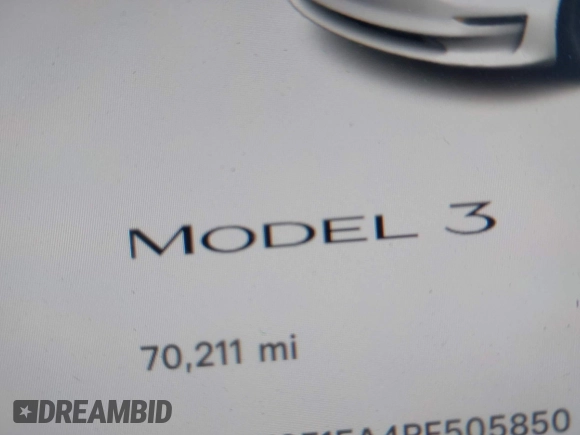 MODEL 3
70,211 mi
DREAMBID